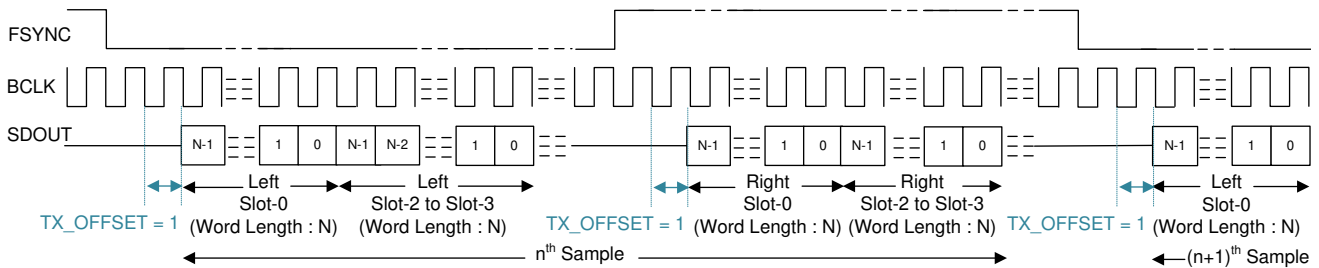 FSYNC
BCLK
SDOUT
N-1 1 0 N-1 N-2 1 0 N-1 1 0 N-1 1 0 N-1 1 0
TX_OFFSET = 1
Left
Slot-0
(Word Length : N)
Left
Slot-2 to Slot-3
(Word Length : N)
TX_OFFSET = 1
Right
Slot-0
(Word Length : N)
Right
Slot-2 to Slot-3
(Word Length : N)
TX_OFFSET = 1
Left
Slot-0
(Word Length : N)
nth Sample
(n+1)th Sample